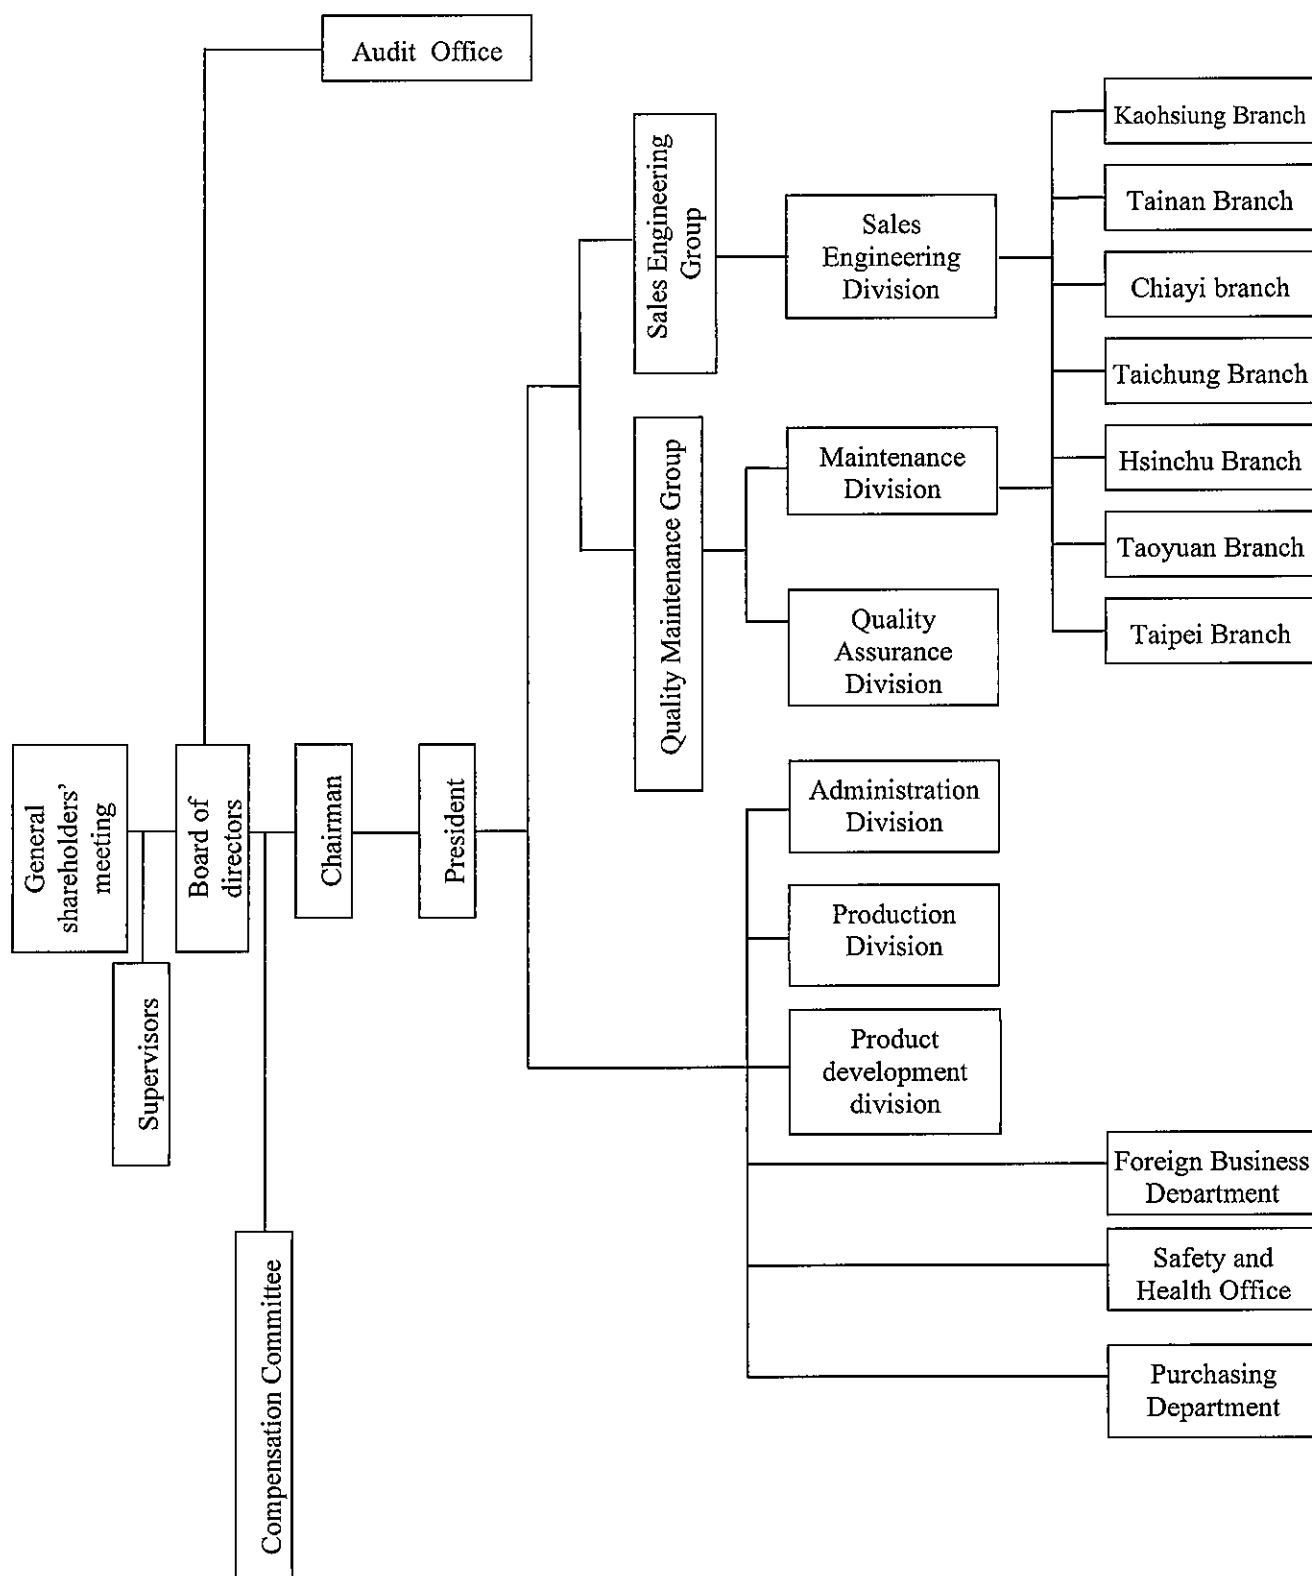 Audit Office
Kaohsiung Branch
Tainan Branch
Chiayi branch
Taichung Branch
Hsinchu Branch
Taoyuan Branch
Taipei Branch
Sales Engineering
Group
Sales
Engineering
Division
Quality Maintenance Group
Maintenance
Division
Quality
Assurance
Division
General
shareholders’
meeting
Supervisors
Board of
directors
Compensation Committee
Chairman
President
Administration
Division
Production
Division
Product
development
division
Foreign Business
Department
Safety and
Health Office
Purchasing
Department